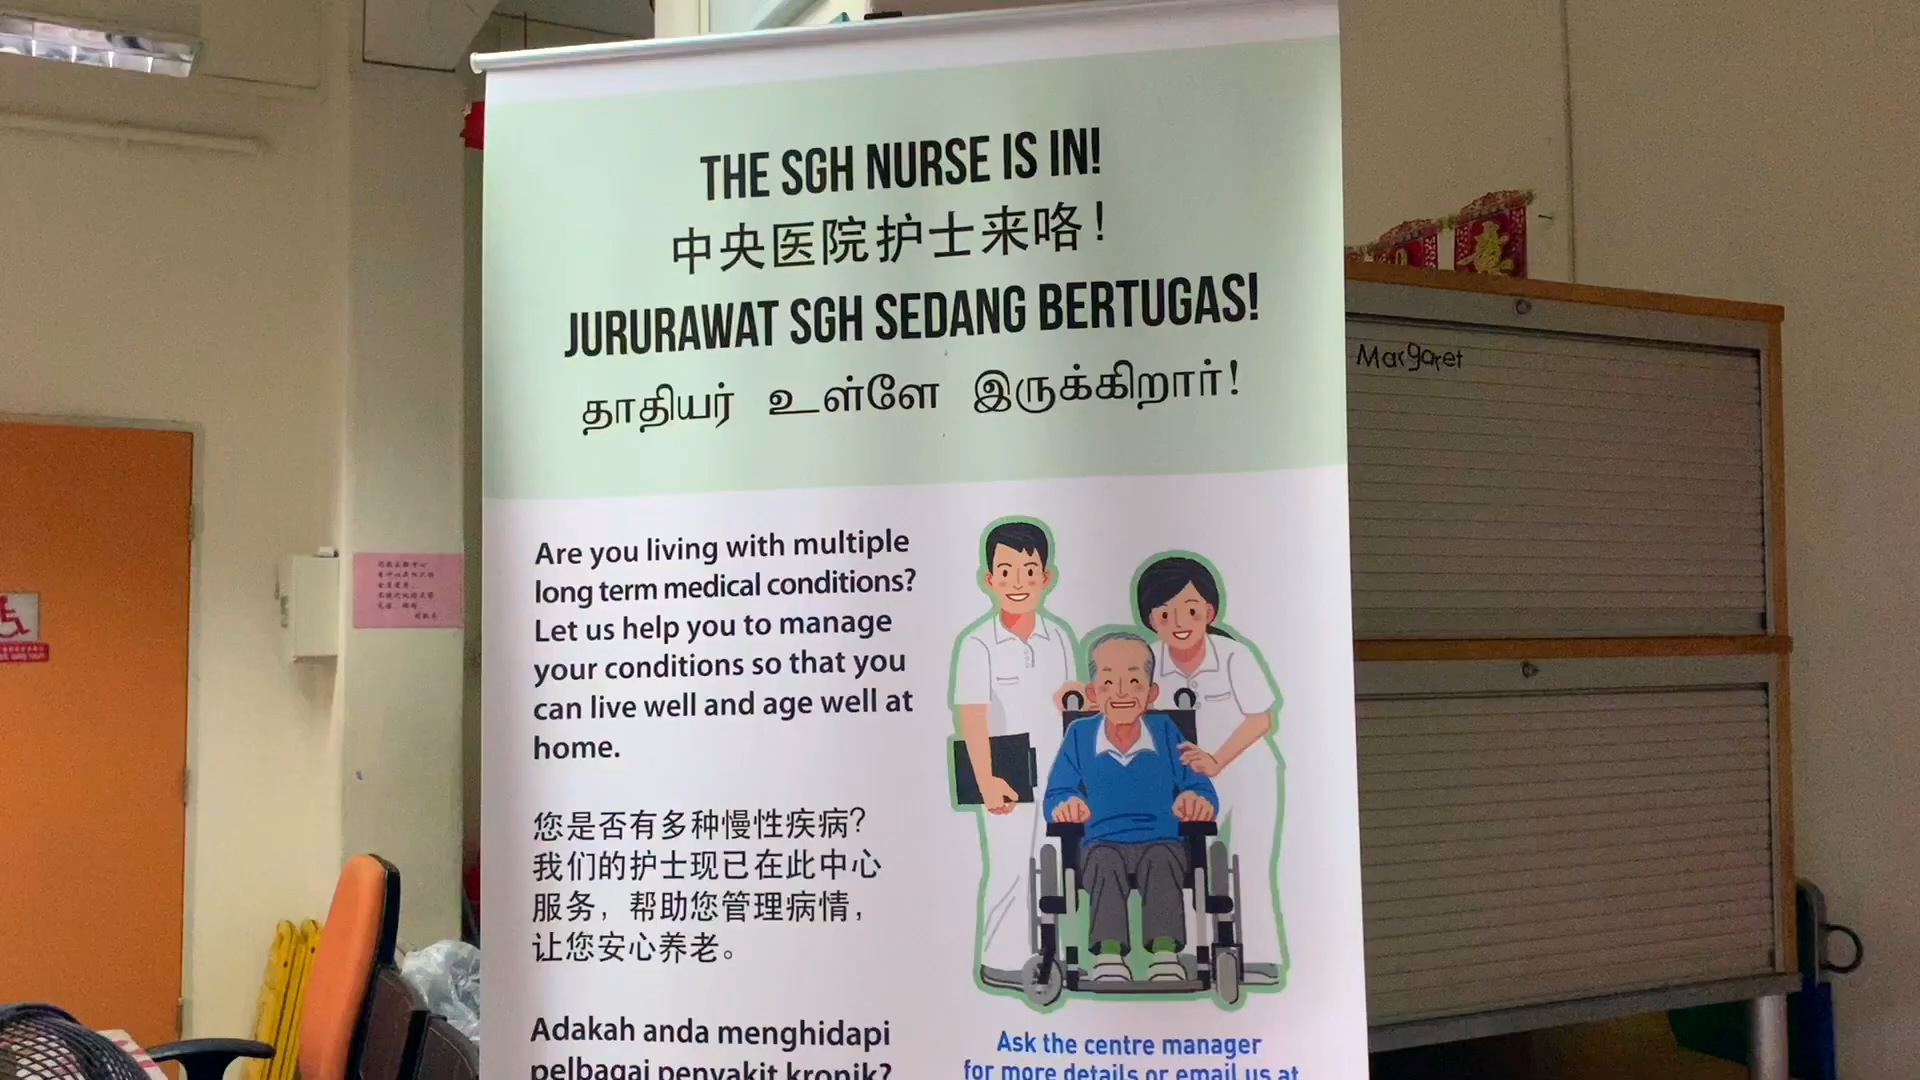 THE SGH NURSE IS IN!
中央医院护士来咯！
JURURAWAT SGH SEDANG BERTUGAS!
தாதியர் உள்ளே இருக்கிறார்!
Margaret
Are you living with multiple
long term medical conditions?
Let us help you to manage
your conditions so that you
can live well and age well at
home.
您是否有多种慢性疾病？
我们的护士现已在此中心
服务，帮助您管理病情，
让您安心养老。
Adakah anda menghidapi
pelbagai penyakit kronik?
Ask the centre manager
for more details or email us at